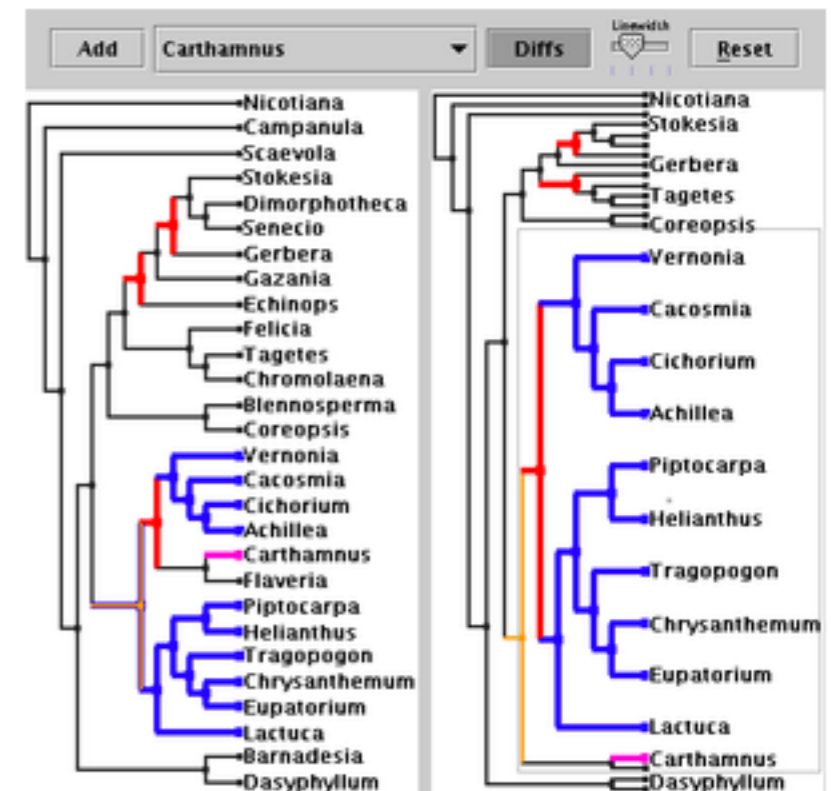 Add Carthamnus Diffs Linewidth Reset
Nicotiana
Campanula
Scaevola
Stokesia
Dimorphotheca
Senecio
Gerbera
Gazania
Echinops
Felicia
Tagetes
Chromolaena
Blennosperma
Coreopsis
Vernonia
Cacosmia
Cichorium
Achillea
Carthamnus
Flaveria
Piptocarpa
Helianthus
Tragopogon
Chrysanthemum
Eupatorium
Lactuca
Barnadesia
Dasyphyllum
Nicotiana
Stokesia
Gerbera
Tagetes
Coreopsis
Vernonia
Cacosmia
Cichorium
Achillea
Piptocarpa
Helianthus
Tragopogon
Chrysanthemum
Eupatorium
Lactuca
Carthamnus
Dasyphyllum